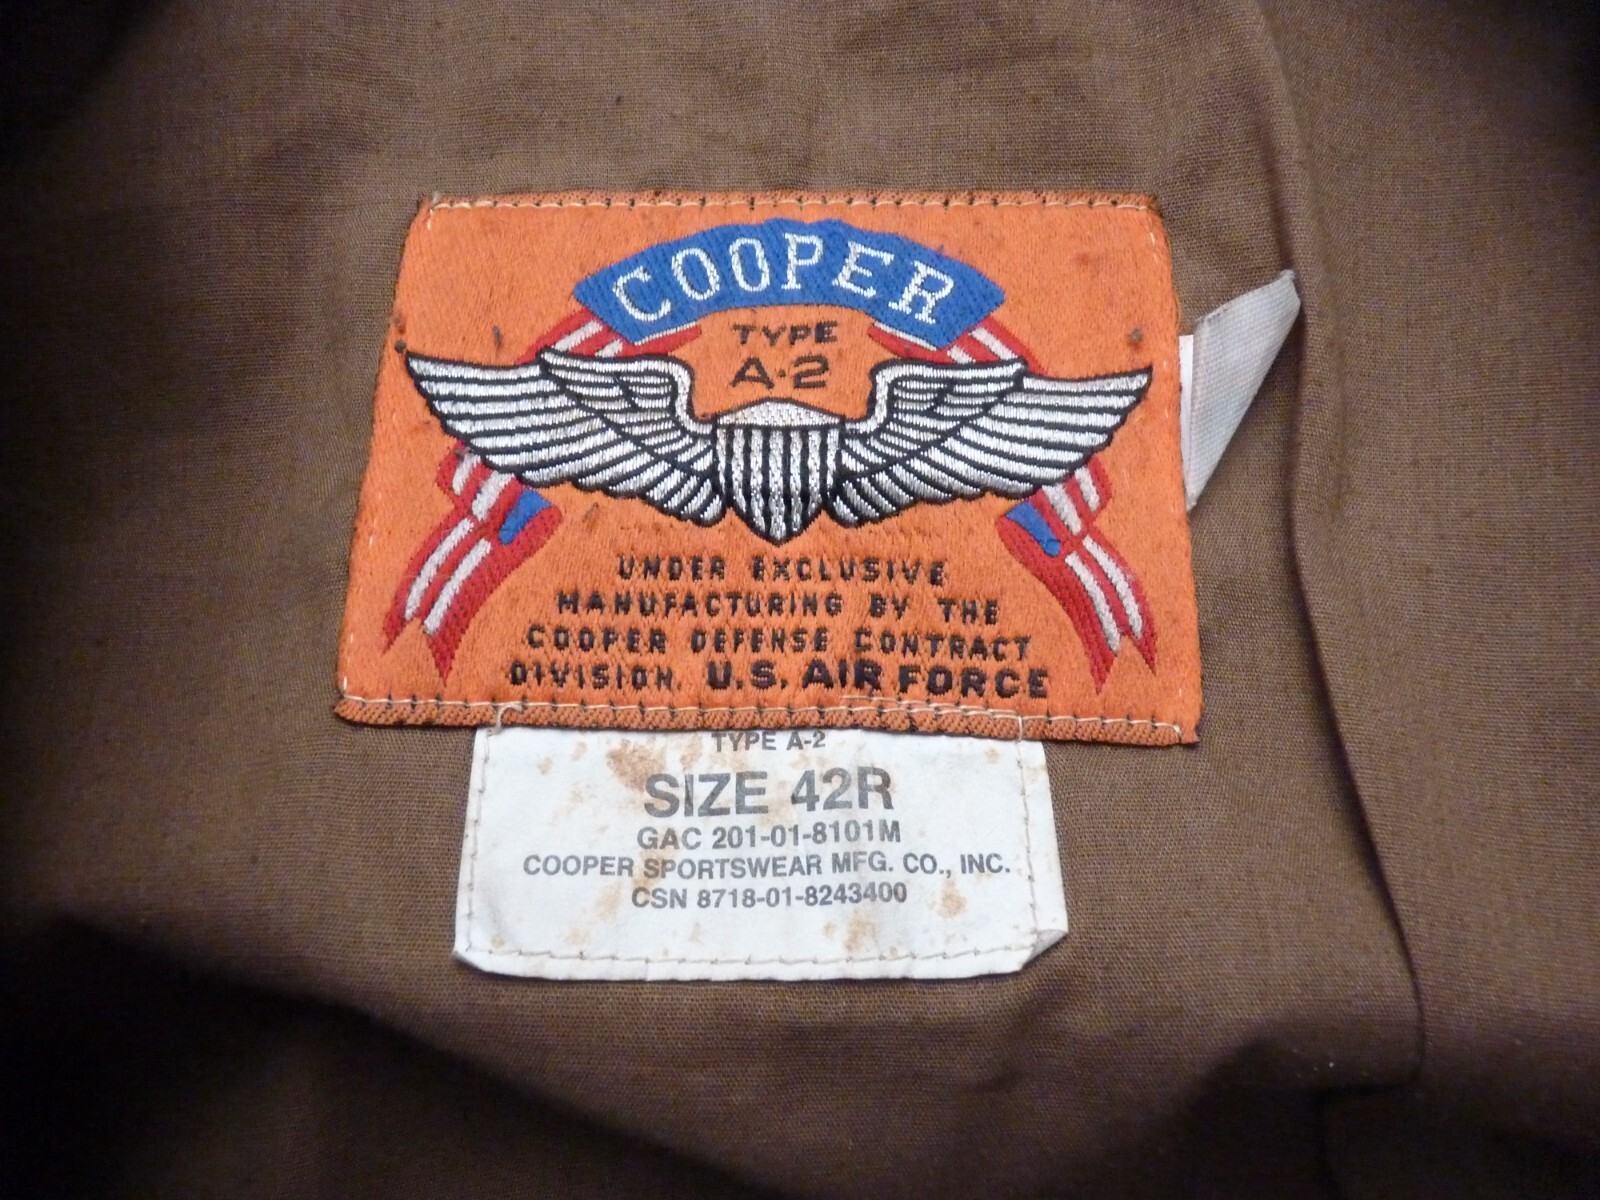 COOPER
TYPE
A-2
UNDER EXCLUSIVE
MANUFACTURING BY THE
COOPER DEFENSE CONTRACT
DIVISION. U.S. AIR FORCE
TYPE A-2
SIZE 42R
GAC 201-01-8101M
COOPER SPORTSWEAR MFG. CO., INC.
CSN 8718-01-8243400